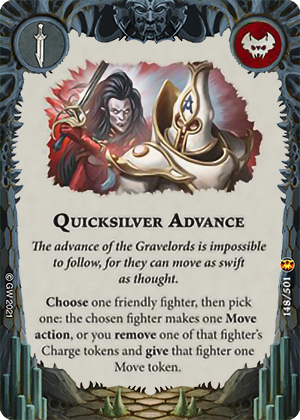 QUICKSILVER ADVANCE
The advance of the Gravelords is impossible
to follow, for they can move as swift
as thought.
Choose one friendly fighter, then pick
one: the chosen fighter makes one Move
action, or you remove one of that fighter's
Charge tokens and give that fighter one
Move token.
© GW 2021
148/501